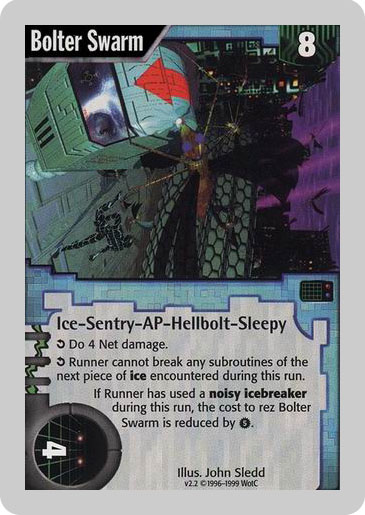 Bolter Swarm
8
Ice-Sentry-AP-Hellbolt-Sleepy
Do 4 Net damage.
Runner cannot break any subroutines of the
next piece of ice encountered during this run.
If Runner has used a noisy icebreaker
during this run, the cost to rez Bolter
Swarm is reduced by 5.
4
Illus. John Sledd
v2.2 ©1996-1999 WotC